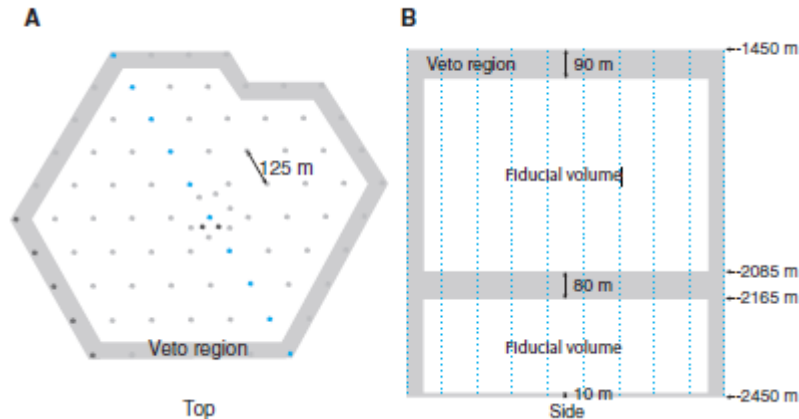 A
125 m
Veto region
Top
B
-1450 m
Veto region
90 m
Fiducial volume
-2085 m
80 m
-2165 m
Fiducial volume
10 m
-2450 m
Side